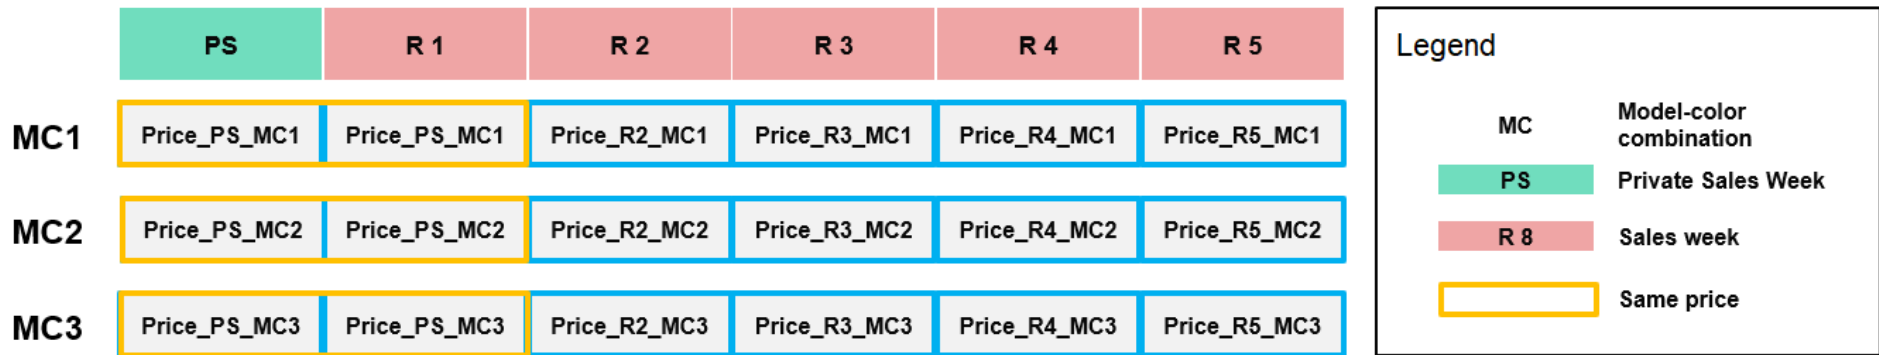 PS R 1 R 2 R 3 R 4 R 5
MC1 Price_PS_MC1 Price_PS_MC1 Price_R2_MC1 Price_R3_MC1 Price_R4_MC1 Price_R5_MC1
MC2 Price_PS_MC2 Price_PS_MC2 Price_R2_MC2 Price_R3_MC2 Price_R4_MC2 Price_R5_MC2
MC3 Price_PS_MC3 Price_PS_MC3 Price_R2_MC3 Price_R3_MC3 Price_R4_MC3 Price_R5_MC3
Legend
MC Model-color
combination
PS Private Sales Week
R 8 Sales week
Same price